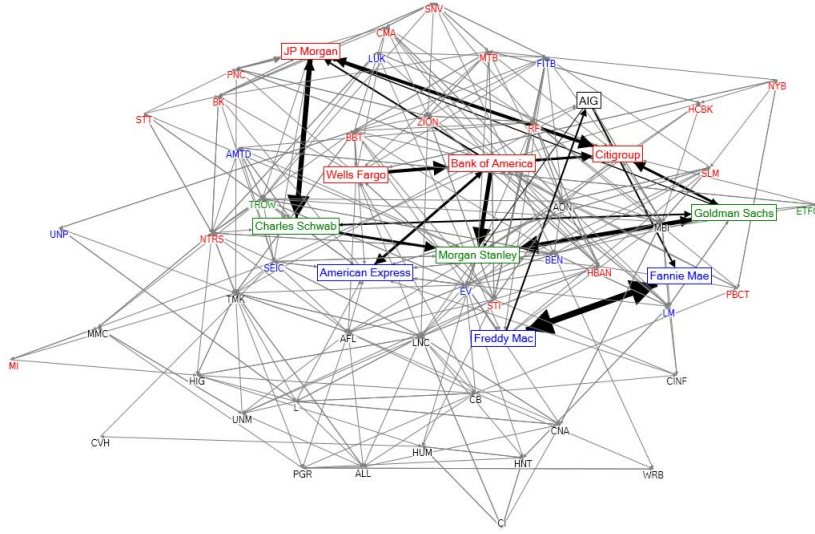 SNV
CMA
JP Morgan
LUK
MTB
FITB
PNC
NYB
BK
AIG
HCBK
STT
ZION
RF
BBT
AMTD
Bank of America
Citigroup
Wells Fargo
SLM
TROW
AON
Goldman Sachs
ETFC
Charles Schwab
MBI
UNP
NTRS
Morgan Stanley
BEN
SEIC
American Express
HBAN
Fannie Mae
EV
PBCT
TMK
STI
LM
MMC
AFL
LNC
Freddy Mac
MI
HIG
CINF
L
CB
UNM
CVH
CNA
HUM
HNT
PGR
ALL
WRB
CI